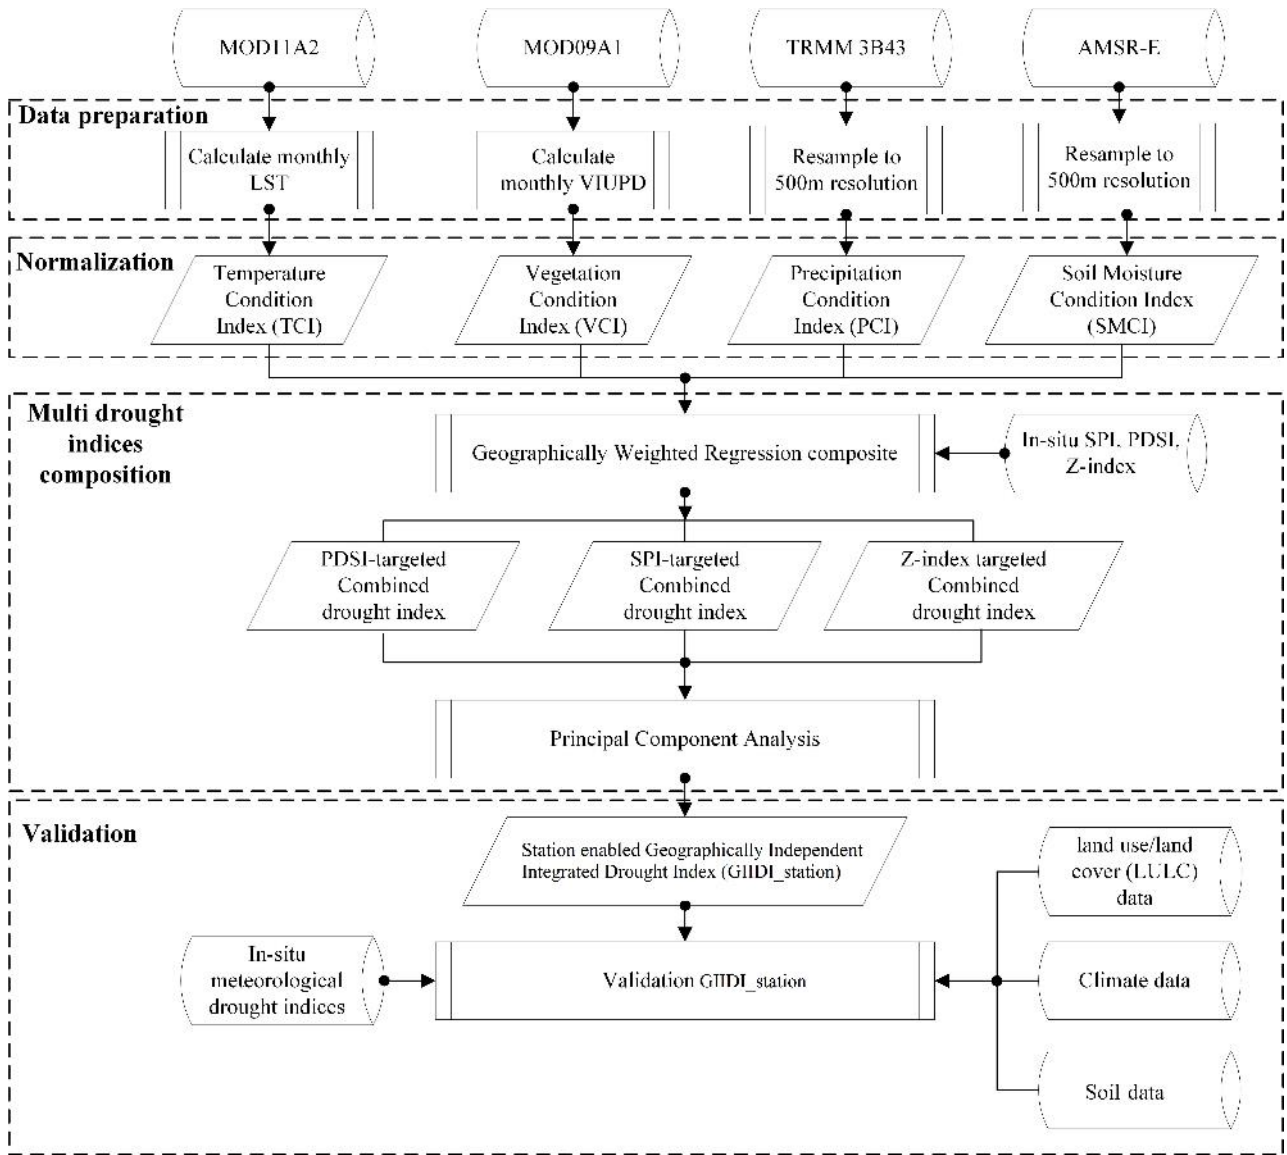 MOD11A2
MOD09A1
TRMM 3B43
AMSR-E
Data preparation
Calculate monthly
LST
Calculate
monthly VIUPD
Resample to
500m resolution
Resample to
500m resolution
Normalization
Temperature
Condition
Index (TCI)
Vegetation
Condition
Index (VCI)
Precipitation
Condition
Index (PCI)
Soil Moisture
Condition Index
(SMCI)
Multi drought
indices
composition
Geographically Weighted Regression composite
In-situ SPI, PDSI,
Z-index
PDSI-targeted
Combined
drought index
SPI-targeted
Combined
drought index
Z-index targeted
Combined
drought index
Principal Component Analysis
Validation
Station enabled Geographically Independent
Integrated Drought Index (GIIDI_station)
land use/land
cover (LULC)
data
In-situ
meteorological
drought indices
Validation GIIDI_station
Climate data
Soil data